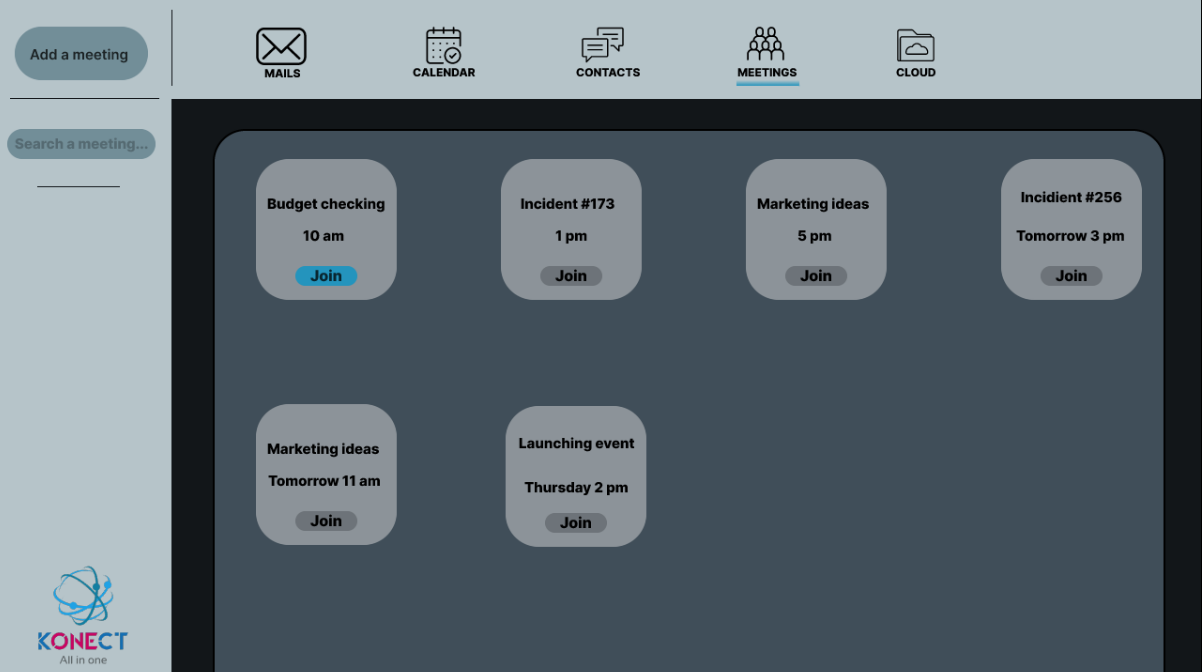 Add a meeting
MAILS
CALENDAR
CONTACTS
MEETINGS
CLOUD
Search a meeting...
Budget checking
10 am
Join
Incident #173
1 pm
Join
Marketing ideas
5 pm
Join
Incidient #256
Tomorrow 3 pm
Join
Marketing ideas
Tomorrow 11 am
Join
Launching event
Thursday 2 pm
Join
KONECT
All in one